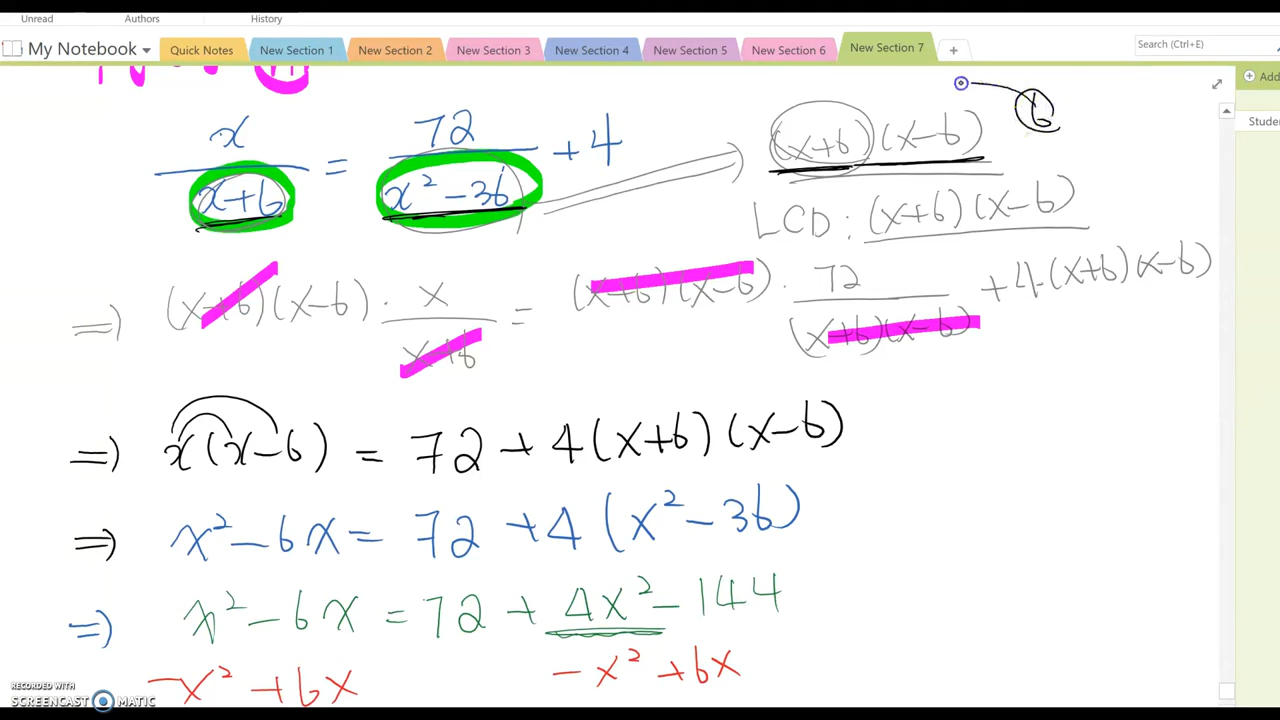 Unread Authors History
My Notebook Quick Notes New Section 1 New Section 2 New Section 3 New Section 4 New Section 5 New Section 6 New Section 7 + Search (Ctrl+E)
Add
Stude
x/(x+6) = 72/(x² - 36) + 4
(x+6)(x-6)
6
LCD: (x+6)(x-6)
=> (x+6)(x-6) · x/(x+6) = (x+6)(x-6) · 72/((x+6)(x-6)) + 4·(x+6)(x-6)
=> x(x-6) = 72 + 4(x+6)(x-6)
=> x² - 6x = 72 + 4(x² - 36)
=> x² - 6x = 72 + 4x² - 144
-x² + 6x -x² + 6x
RECORDED WITH
SCREENCAST MATIC